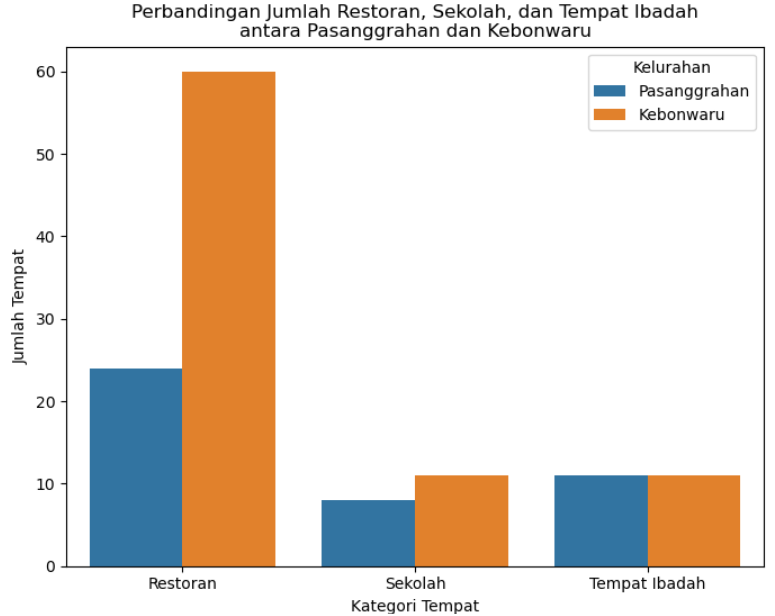 Perbandingan Jumlah Restoran, Sekolah, dan Tempat Ibadah
antara Pasanggrahan dan Kebonwaru
Kelurahan
Pasanggrahan
Kebonwaru
Jumlah Tempat
60
50
40
30
20
10
0
Restoran
Sekolah
Tempat Ibadah
Kategori Tempat